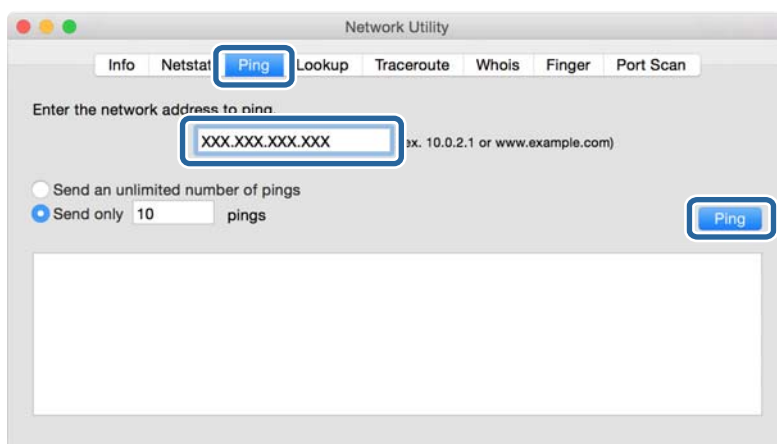 Network Utility
Info Netstat Ping Lookup Traceroute Whois Finger Port Scan
Enter the network address to ping.
XXX.XXX.XXX.XXX ex. 10.0.2.1 or www.example.com)
Send an unlimited number of pings
Send only 10 pings
Ping